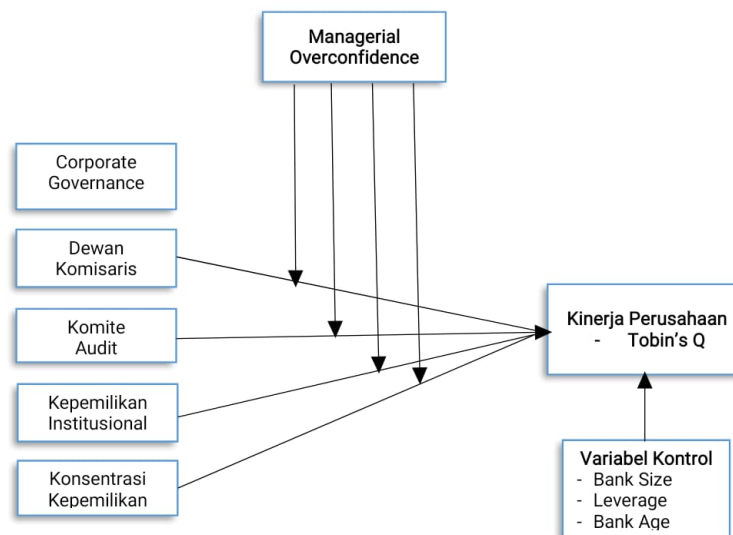 Managerial
Overconfidence
Corporate
Governance
Dewan
Komisaris
Komite
Audit
Kepemilikan
Institusional
Konsentrasi
Kepemilikan
Kinerja Perusahaan
- Tobin's Q
Variabel Kontrol
- Bank Size
- Leverage
- Bank Age